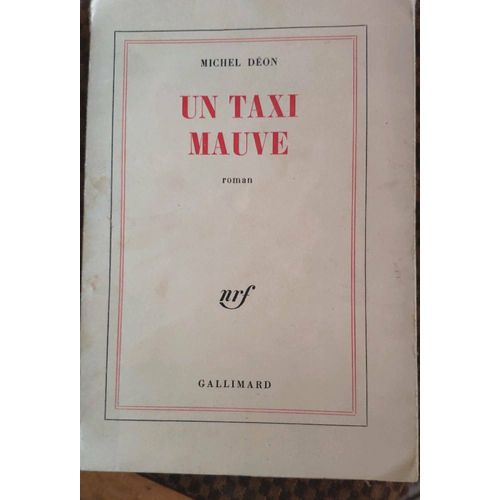 MICHEL DÉON
UN TAXI
MAUVE
roman
nrf
GALLIMARD